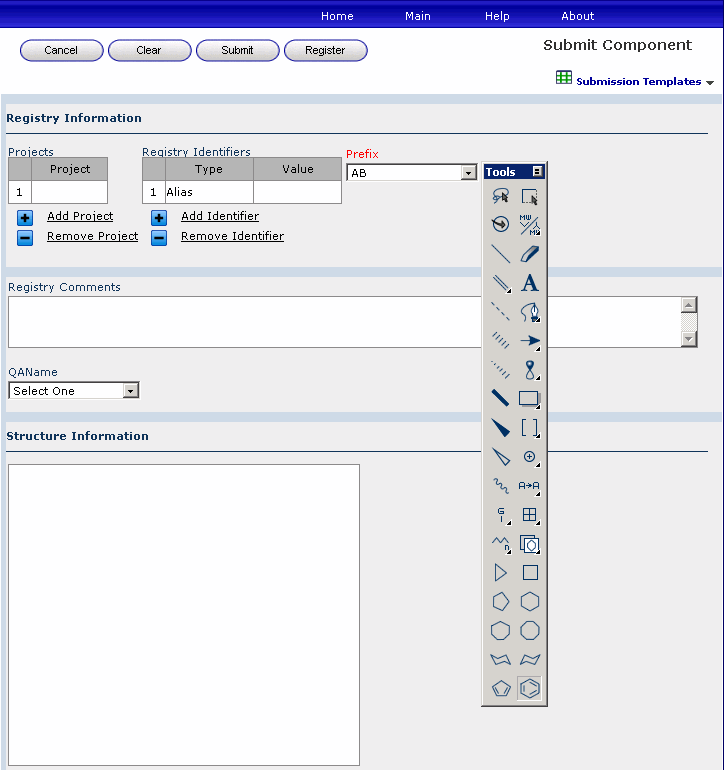 Home Main Help About
Cancel Clear Submit Register
Submit Component
Submission Templates
Registry Information
Projects
Project
1
Add Project
Remove Project
Registry Identifiers
Type Value
1 Alias
Add Identifier
Remove Identifier
Prefix
AB
Registry Comments
QAName
Select One
Structure Information
Tools
MW
M/Z
A
A A
G
n